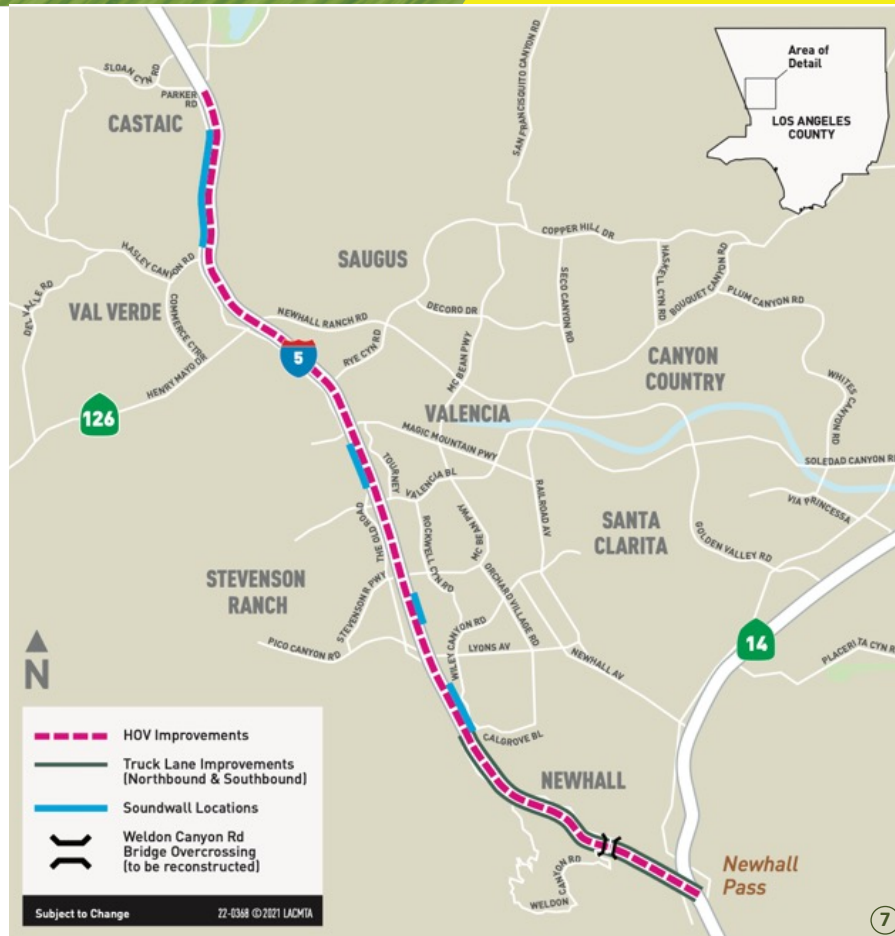 SLOAN CYN RD
PARKER
RD
CASTAIC
SAN FRANCISQUITO CANYON RD
Area of
Detail
LOS ANGELES
COUNTY
HASLEY CANYON RD
DEL VALLE RD
VAL VERDE
COMMERCE CTR DR
HENRY MAYO DR
126
SAUGUS
NEWHALL RANCH RD
5
RYE CYN RD
DECORO DR
COPPER HILL DR
SECO CANYON RD
HASKELL CYN RD
BOUQUET CANYON RD
PLUM CANYON RD
MC BEAN PWY
CANYON
COUNTRY
WHITES CANYON RD
VALENCIA
MAGIC MOUNTAIN PWY
SOLEDAD CANYON RD
TOURNEY
VALENCIA BL
RAILROAD AV
VIA PRINCESSA
THE OLD ROAD
ROCKWELL CYN RD
MC BEAN PWY
SANTA
CLARITA
GOLDEN VALLEY RD
STEVENSON
RANCH
STEVENSON R. PWY
ORCHARD VILLAGE RD
WILEY CANYON RD
PICO CANYON RD
LYONS AV
NEWHALL AV
14
PLACERITA CYN RD
N
CALGROVE BL
NEWHALL
WELDON
CANYON RD
Newhall
Pass
HOV Improvements
Truck Lane Improvements
(Northbound & Southbound)
Soundwall Locations
Weldon Canyon Rd
Bridge Overcrossing
(to be reconstructed)
Subject to Change 22-0368 ©2021 LACMTA
7